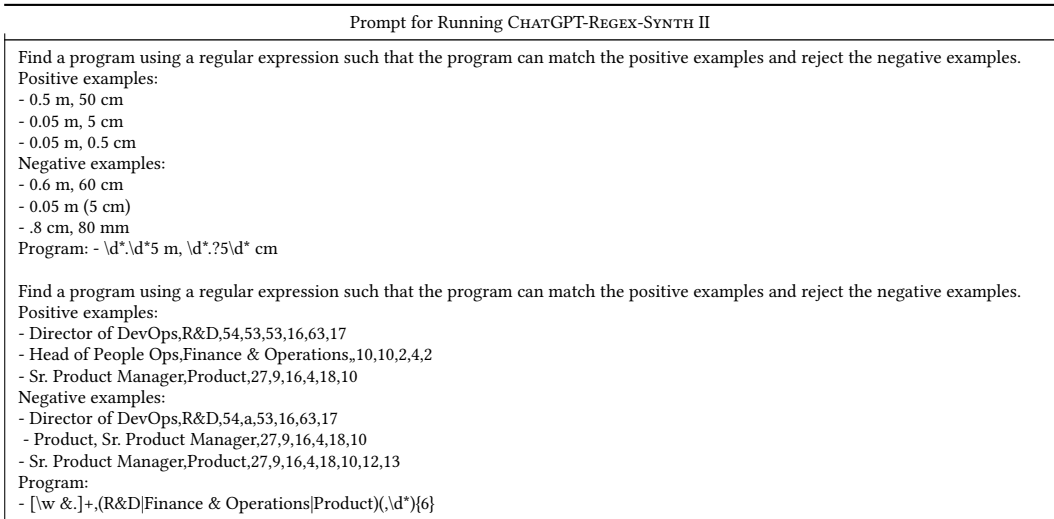 Prompt for Running CHATGPT-REGEX-SYNTH II
Find a program using a regular expression such that the program can match the positive examples and reject the negative examples.
Positive examples:
- 0.5 m, 50 cm
- 0.05 m, 5 cm
- 0.05 m, 0.5 cm
Negative examples:
- 0.6 m, 60 cm
- 0.05 m (5 cm)
- .8 cm, 80 mm
Program: - \d*.\d*5 m, \d*.?5\d* cm
Find a program using a regular expression such that the program can match the positive examples and reject the negative examples.
Positive examples:
- Director of DevOps,R&D,54,53,53,16,63,17
- Head of People Ops,Finance & Operations,„10,10,2,4,2
- Sr. Product Manager,Product,27,9,16,4,18,10
Negative examples:
- Director of DevOps,R&D,54,a,53,16,63,17
- Product, Sr. Product Manager,27,9,16,4,18,10
- Sr. Product Manager,Product,27,9,16,4,18,10,12,13
Program:
- [\w &.]+,(R&D|Finance & Operations|Product)(,\d*){6}